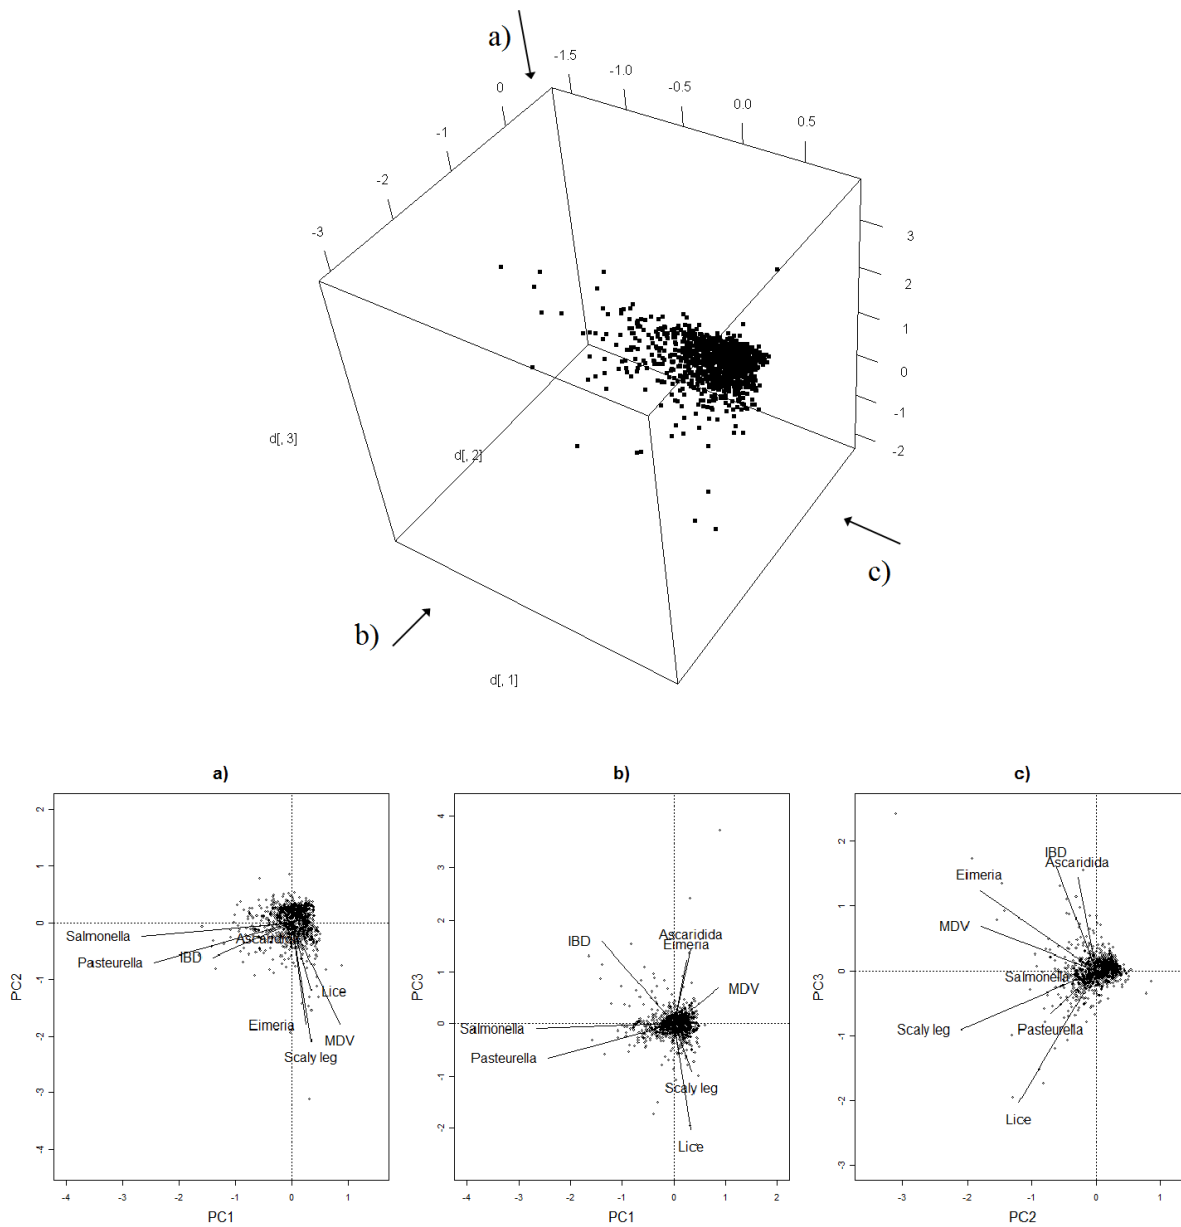 a)
-1.5
-1.0
-0.5
0.0
0.5
0
-1
-2
-3
3
2
1
0
-1
-2
d[, 3]
d[, 2]
d[, 1]
b)
c)
a)
2
1
0
-1
-2
-3
-4
PC2
Salmonella
Pasteurella
IBD
Ascaridida
Lice
Eimeria
MDV
Scaly leg
-4
-3
-2
-1
0
1
PC1
b)
4
3
2
1
0
-1
-2
PC3
IBD
Ascaridida
Eimeria
MDV
Salmonella
Pasteurella
Scaly leg
Lice
-4
-3
-2
-1
0
1
2
PC1
c)
2
1
0
-1
-2
-3
PC3
IBD
Ascaridida
Eimeria
MDV
Salmonella
Scaly leg
Pasteurella
Lice
-3
-2
-1
0
1
PC2